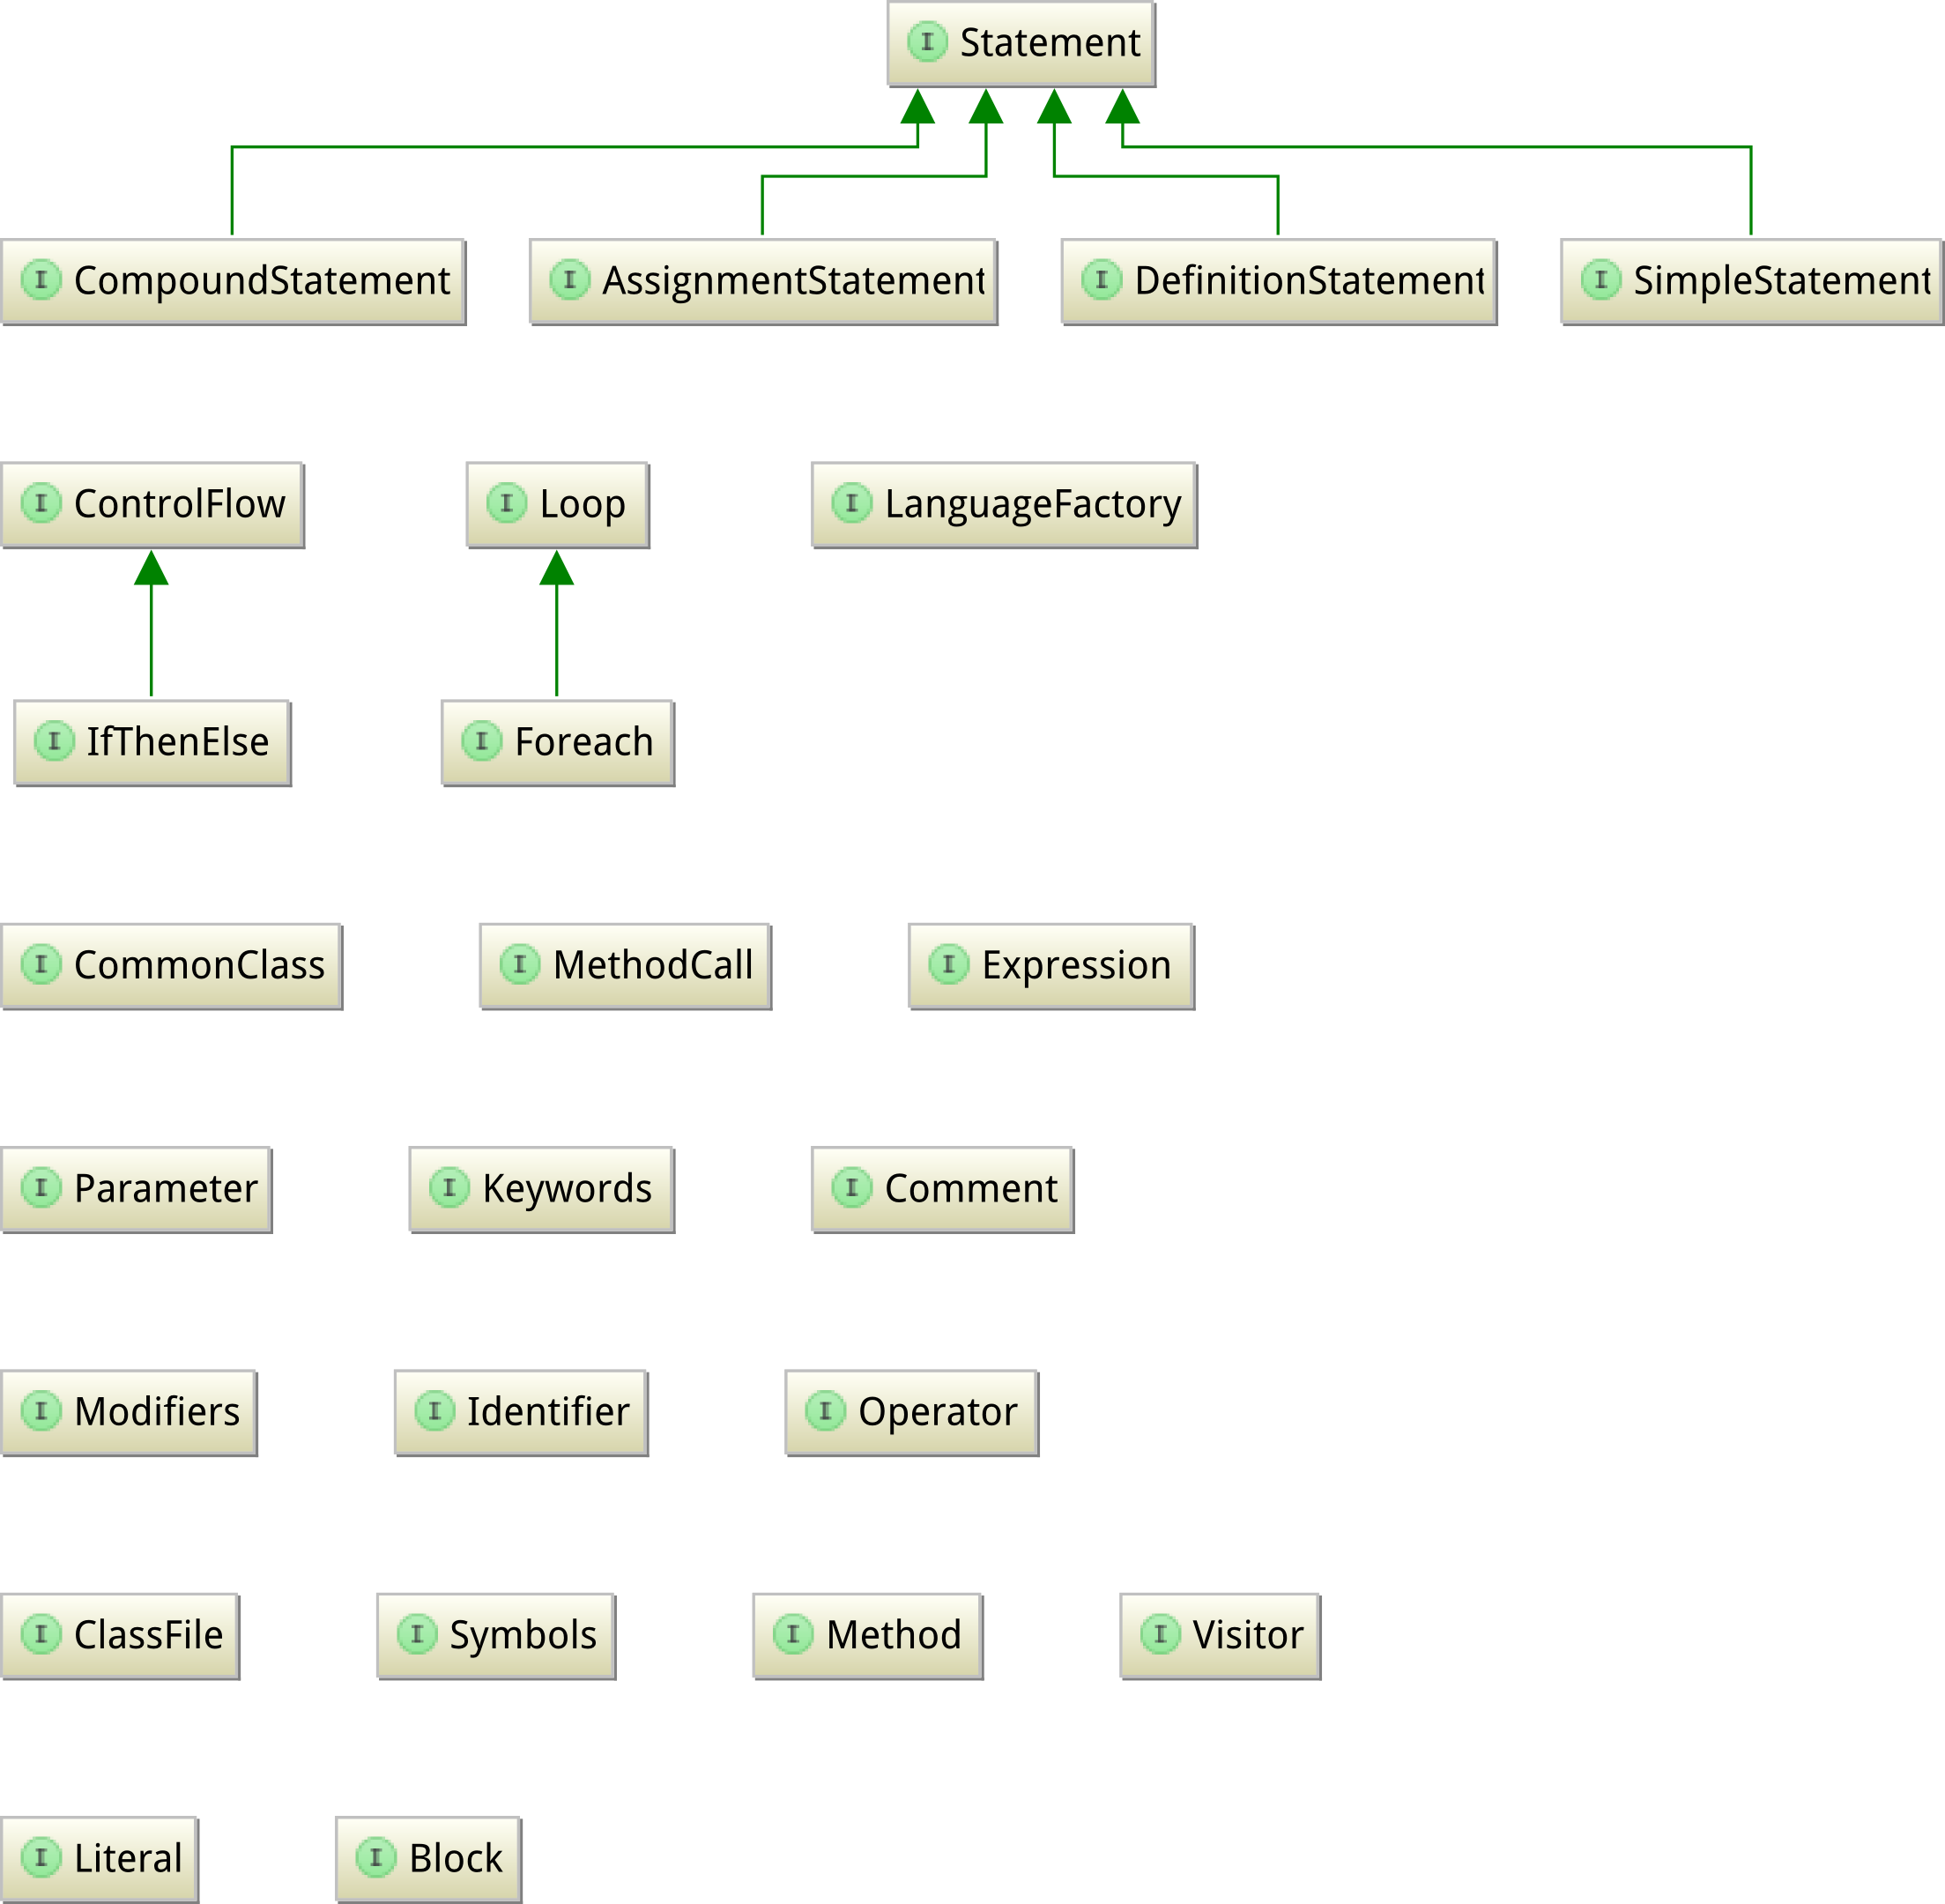 I Statement
I CompoundStatement I AssignmentStatement I DefinitionStatement I SimpleStatement
I ControlFlow I Loop I LanguageFactory
I IfThenElse I Foreach
I CommonClass I MethodCall I Expression
I Parameter I Keywords I Comment
I Modifiers I Identifier I Operator
I ClassFile I Symbols I Method I Visitor
I Literal I Block